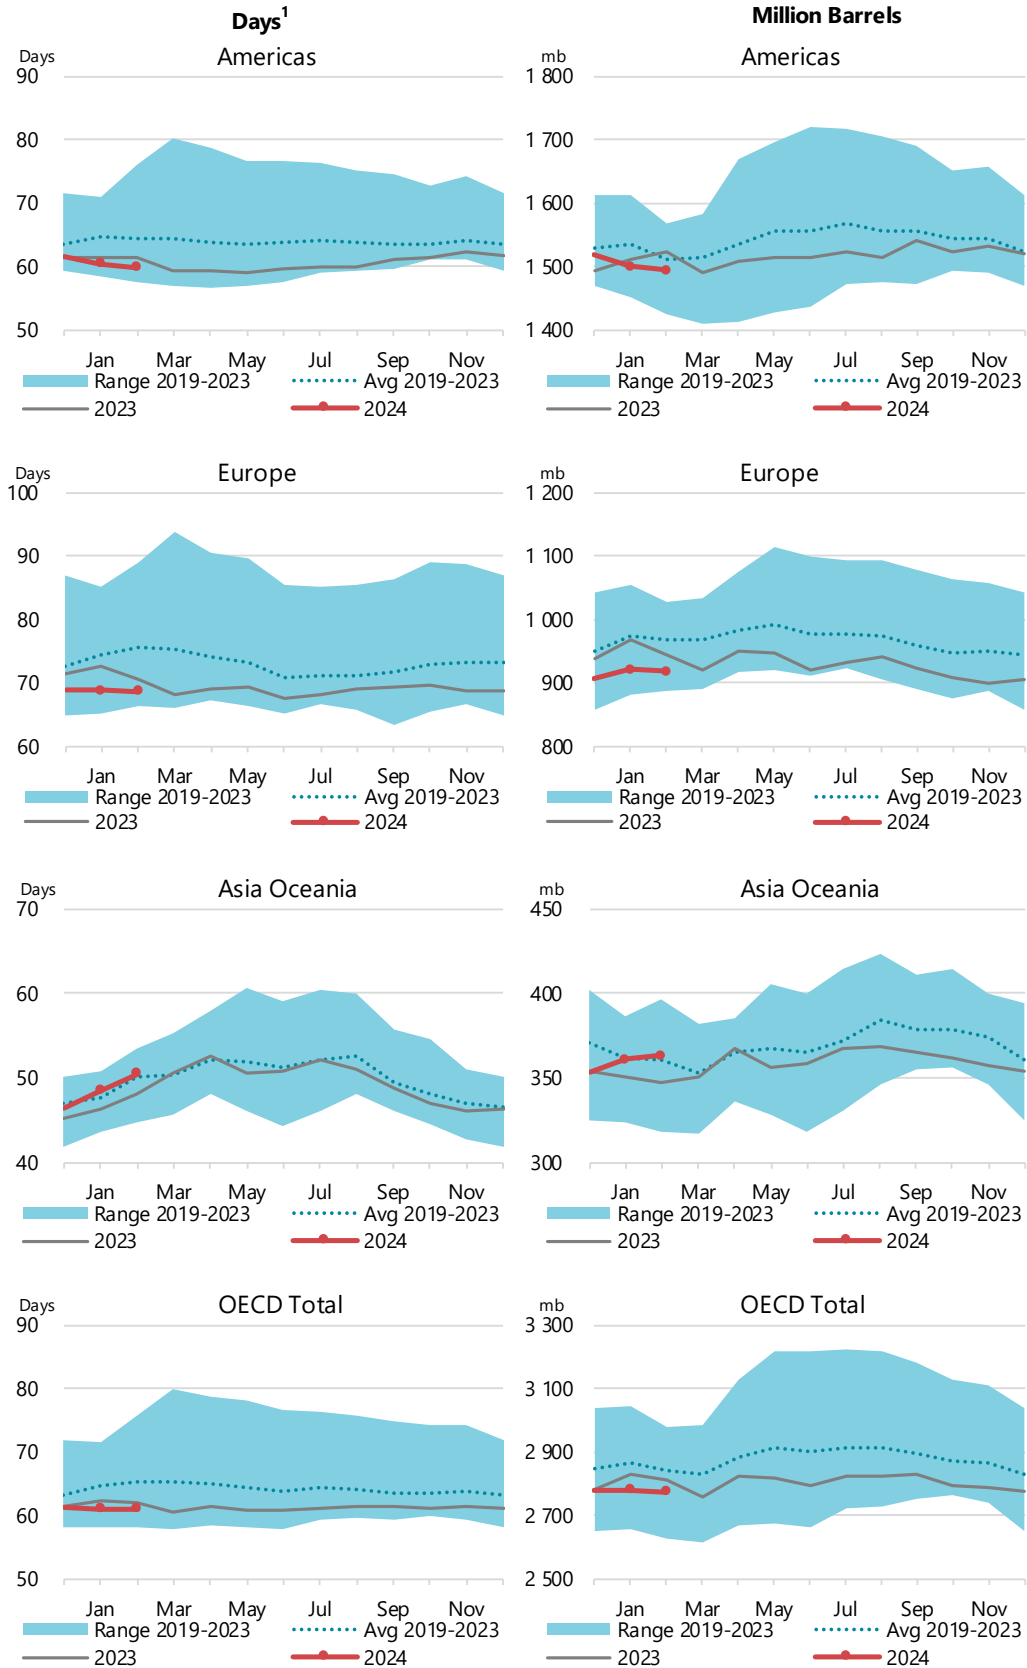 Days1
Million Barrels
Days
Americas
90
80
70
60
50
Jan Mar May Jul Sep Nov
Range 2019-2023 Avg 2019-2023
2023 2024
mb
Americas
1 800
1 700
1 600
1 500
1 400
Jan Mar May Jul Sep Nov
Range 2019-2023 Avg 2019-2023
2023 2024
Days
Europe
100
90
80
70
60
Jan Mar May Jul Sep Nov
Range 2019-2023 Avg 2019-2023
2023 2024
mb
Europe
1 200
1 100
1 000
900
800
Jan Mar May Jul Sep Nov
Range 2019-2023 Avg 2019-2023
2023 2024
Days
Asia Oceania
70
60
50
40
Jan Mar May Jul Sep Nov
Range 2019-2023 Avg 2019-2023
2023 2024
mb
Asia Oceania
450
400
350
300
Jan Mar May Jul Sep Nov
Range 2019-2023 Avg 2019-2023
2023 2024
Days
OECD Total
90
80
70
60
50
Jan Mar May Jul Sep Nov
Range 2019-2023 Avg 2019-2023
2023 2024
mb
OECD Total
3 300
3 100
2 900
2 700
2 500
Jan Mar May Jul Sep Nov
Range 2019-2023 Avg 2019-2023
2023 2024